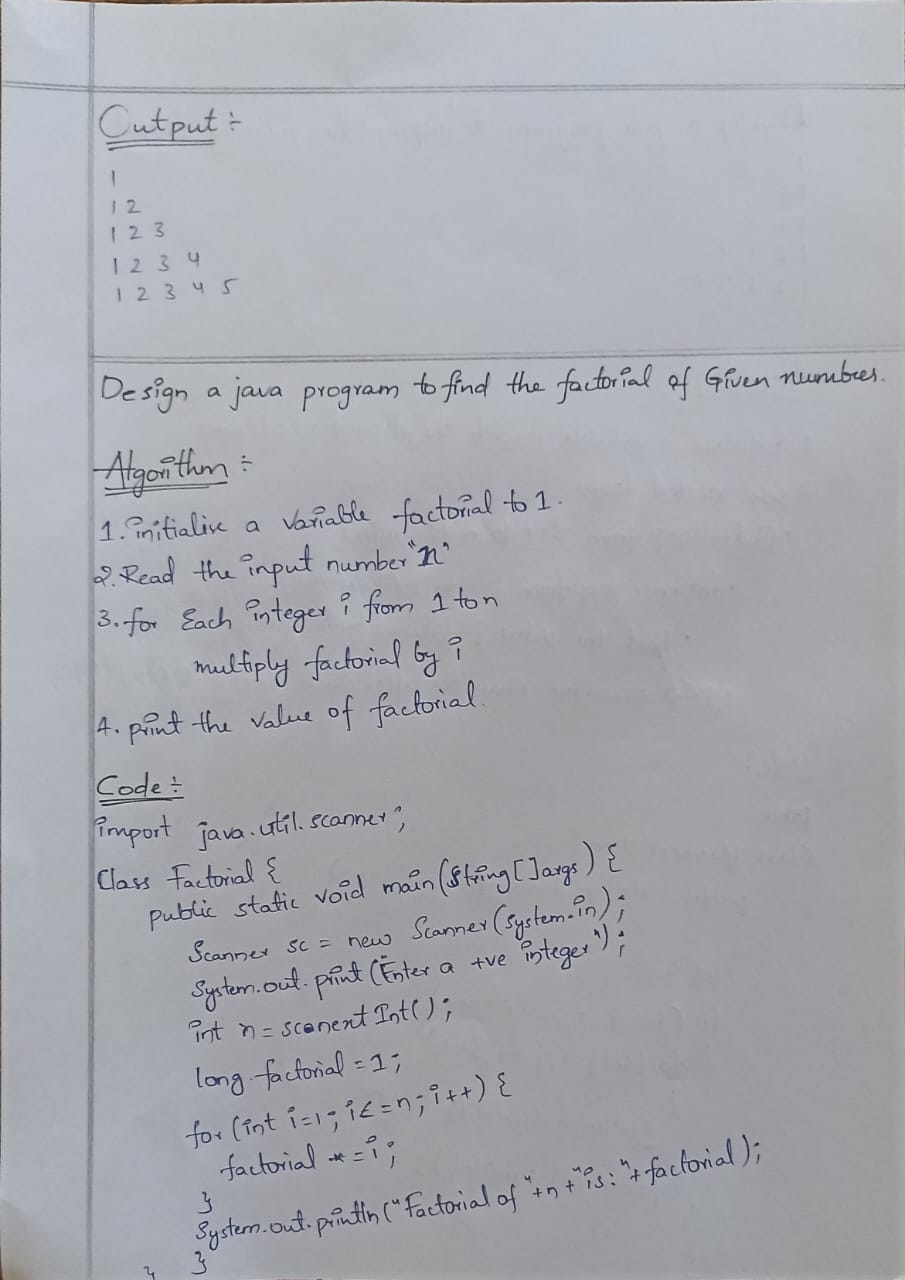 Output :-
1
1 2
1 2 3
1 2 3 4
1 2 3 4 5
Design a java program to find the factorial of Given numbres.
Algorithm :-
1. initialise a variable factorial to 1.
2. Read the input number "n"
3. for Each integer i from 1 to n
multiply factorial by i
4. print the value of factorial.
Code :-
import java.util.scanner;
Class Factorial {
public static void main (String [] args) {
Scanner sc = new Scanner (System.in);
System.out.print ("Enter a +ve integer");
int n = scanext Int();
long factorial = 1;
for (int i=1; i<=n; i++) {
factorial *= i;
}
System.out.println ("Factorial of "+n+"is:"+factorial);
}
}